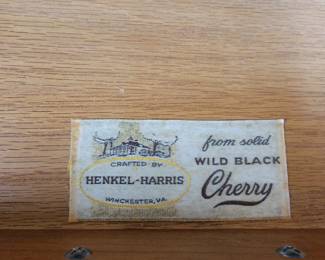 CRAFTED BY
HENKEL-HARRIS
WINCHESTER, VA.
from solid
WILD BLACK
Cherry